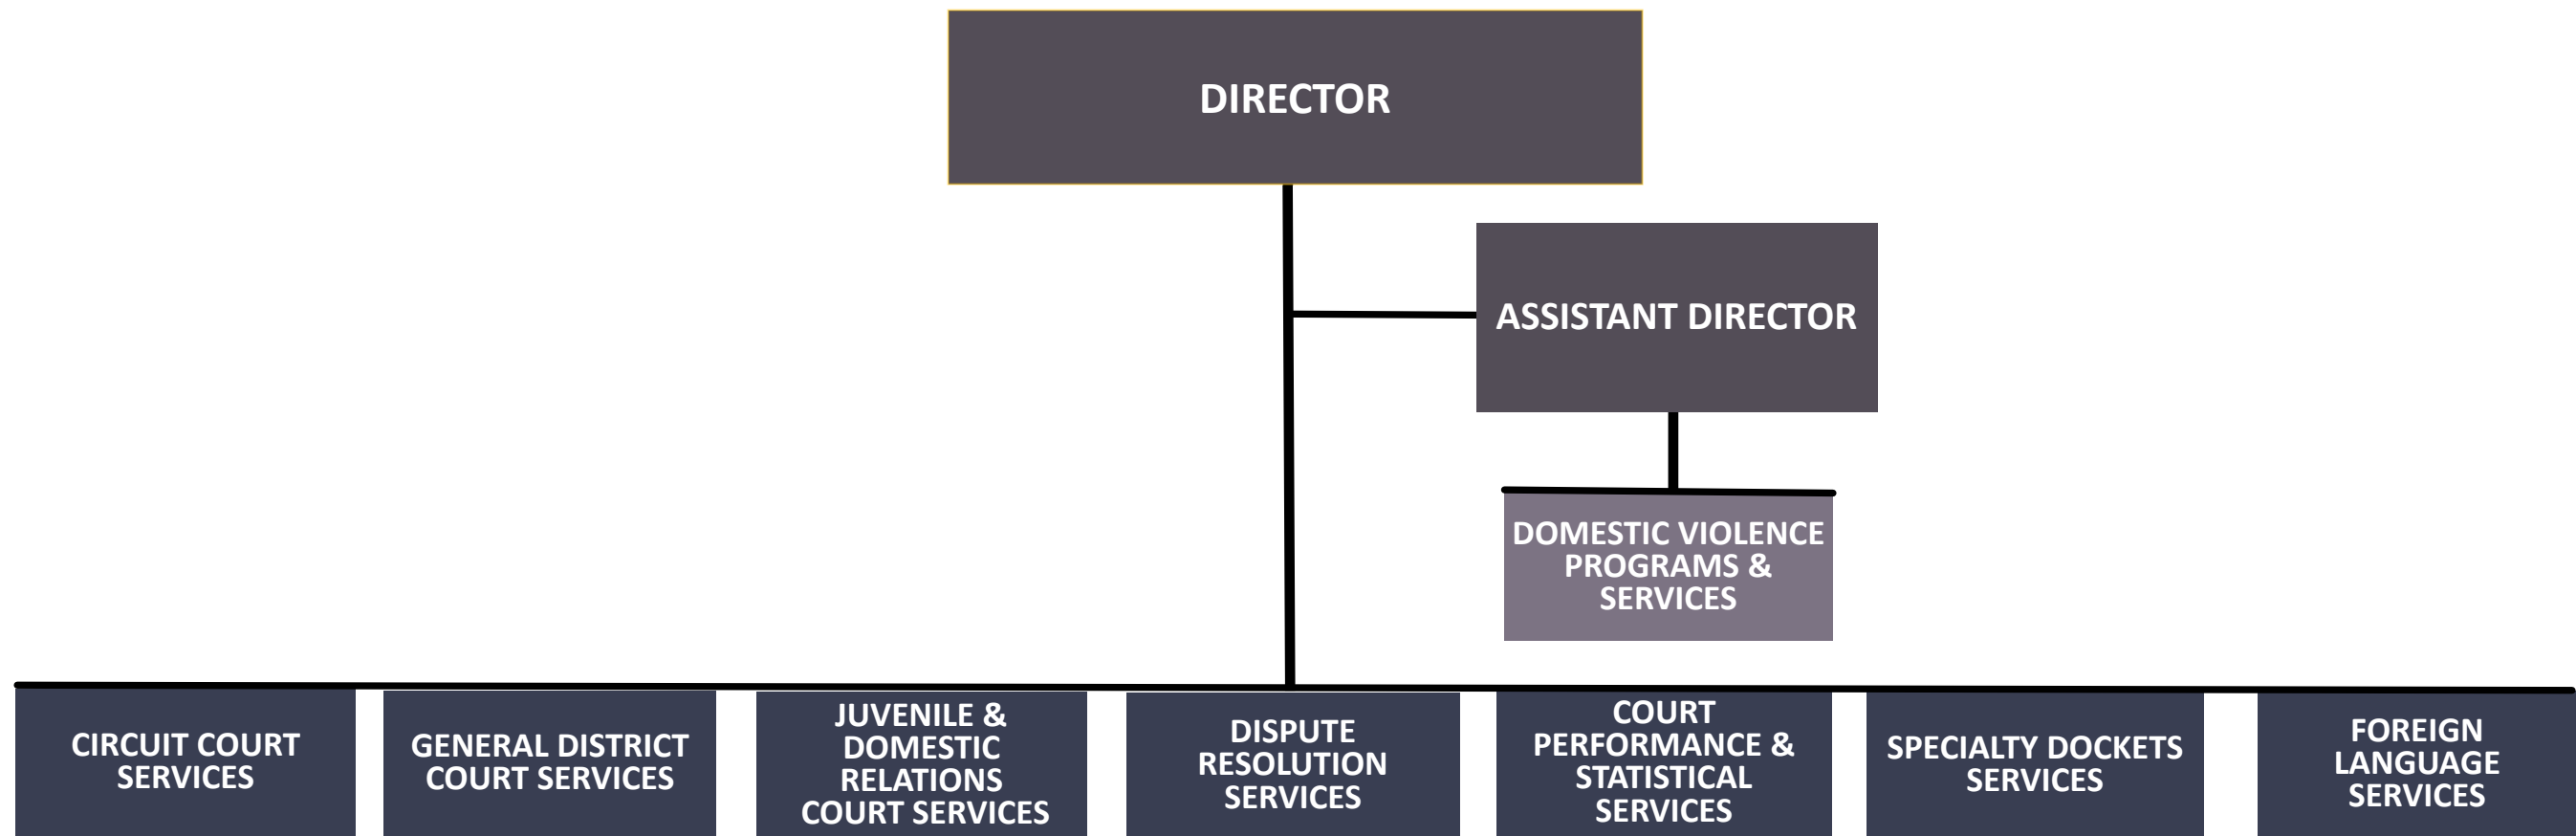 DIRECTOR
ASSISTANT DIRECTOR
DOMESTIC VIOLENCE
PROGRAMS &
SERVICES
CIRCUIT COURT
SERVICES
GENERAL DISTRICT
COURT SERVICES
JUVENILE &
DOMESTIC
RELATIONS
COURT SERVICES
DISPUTE
RESOLUTION
SERVICES
COURT
PERFORMANCE &
STATISTICAL
SERVICES
SPECIALTY DOCKETS
SERVICES
FOREIGN
LANGUAGE
SERVICES